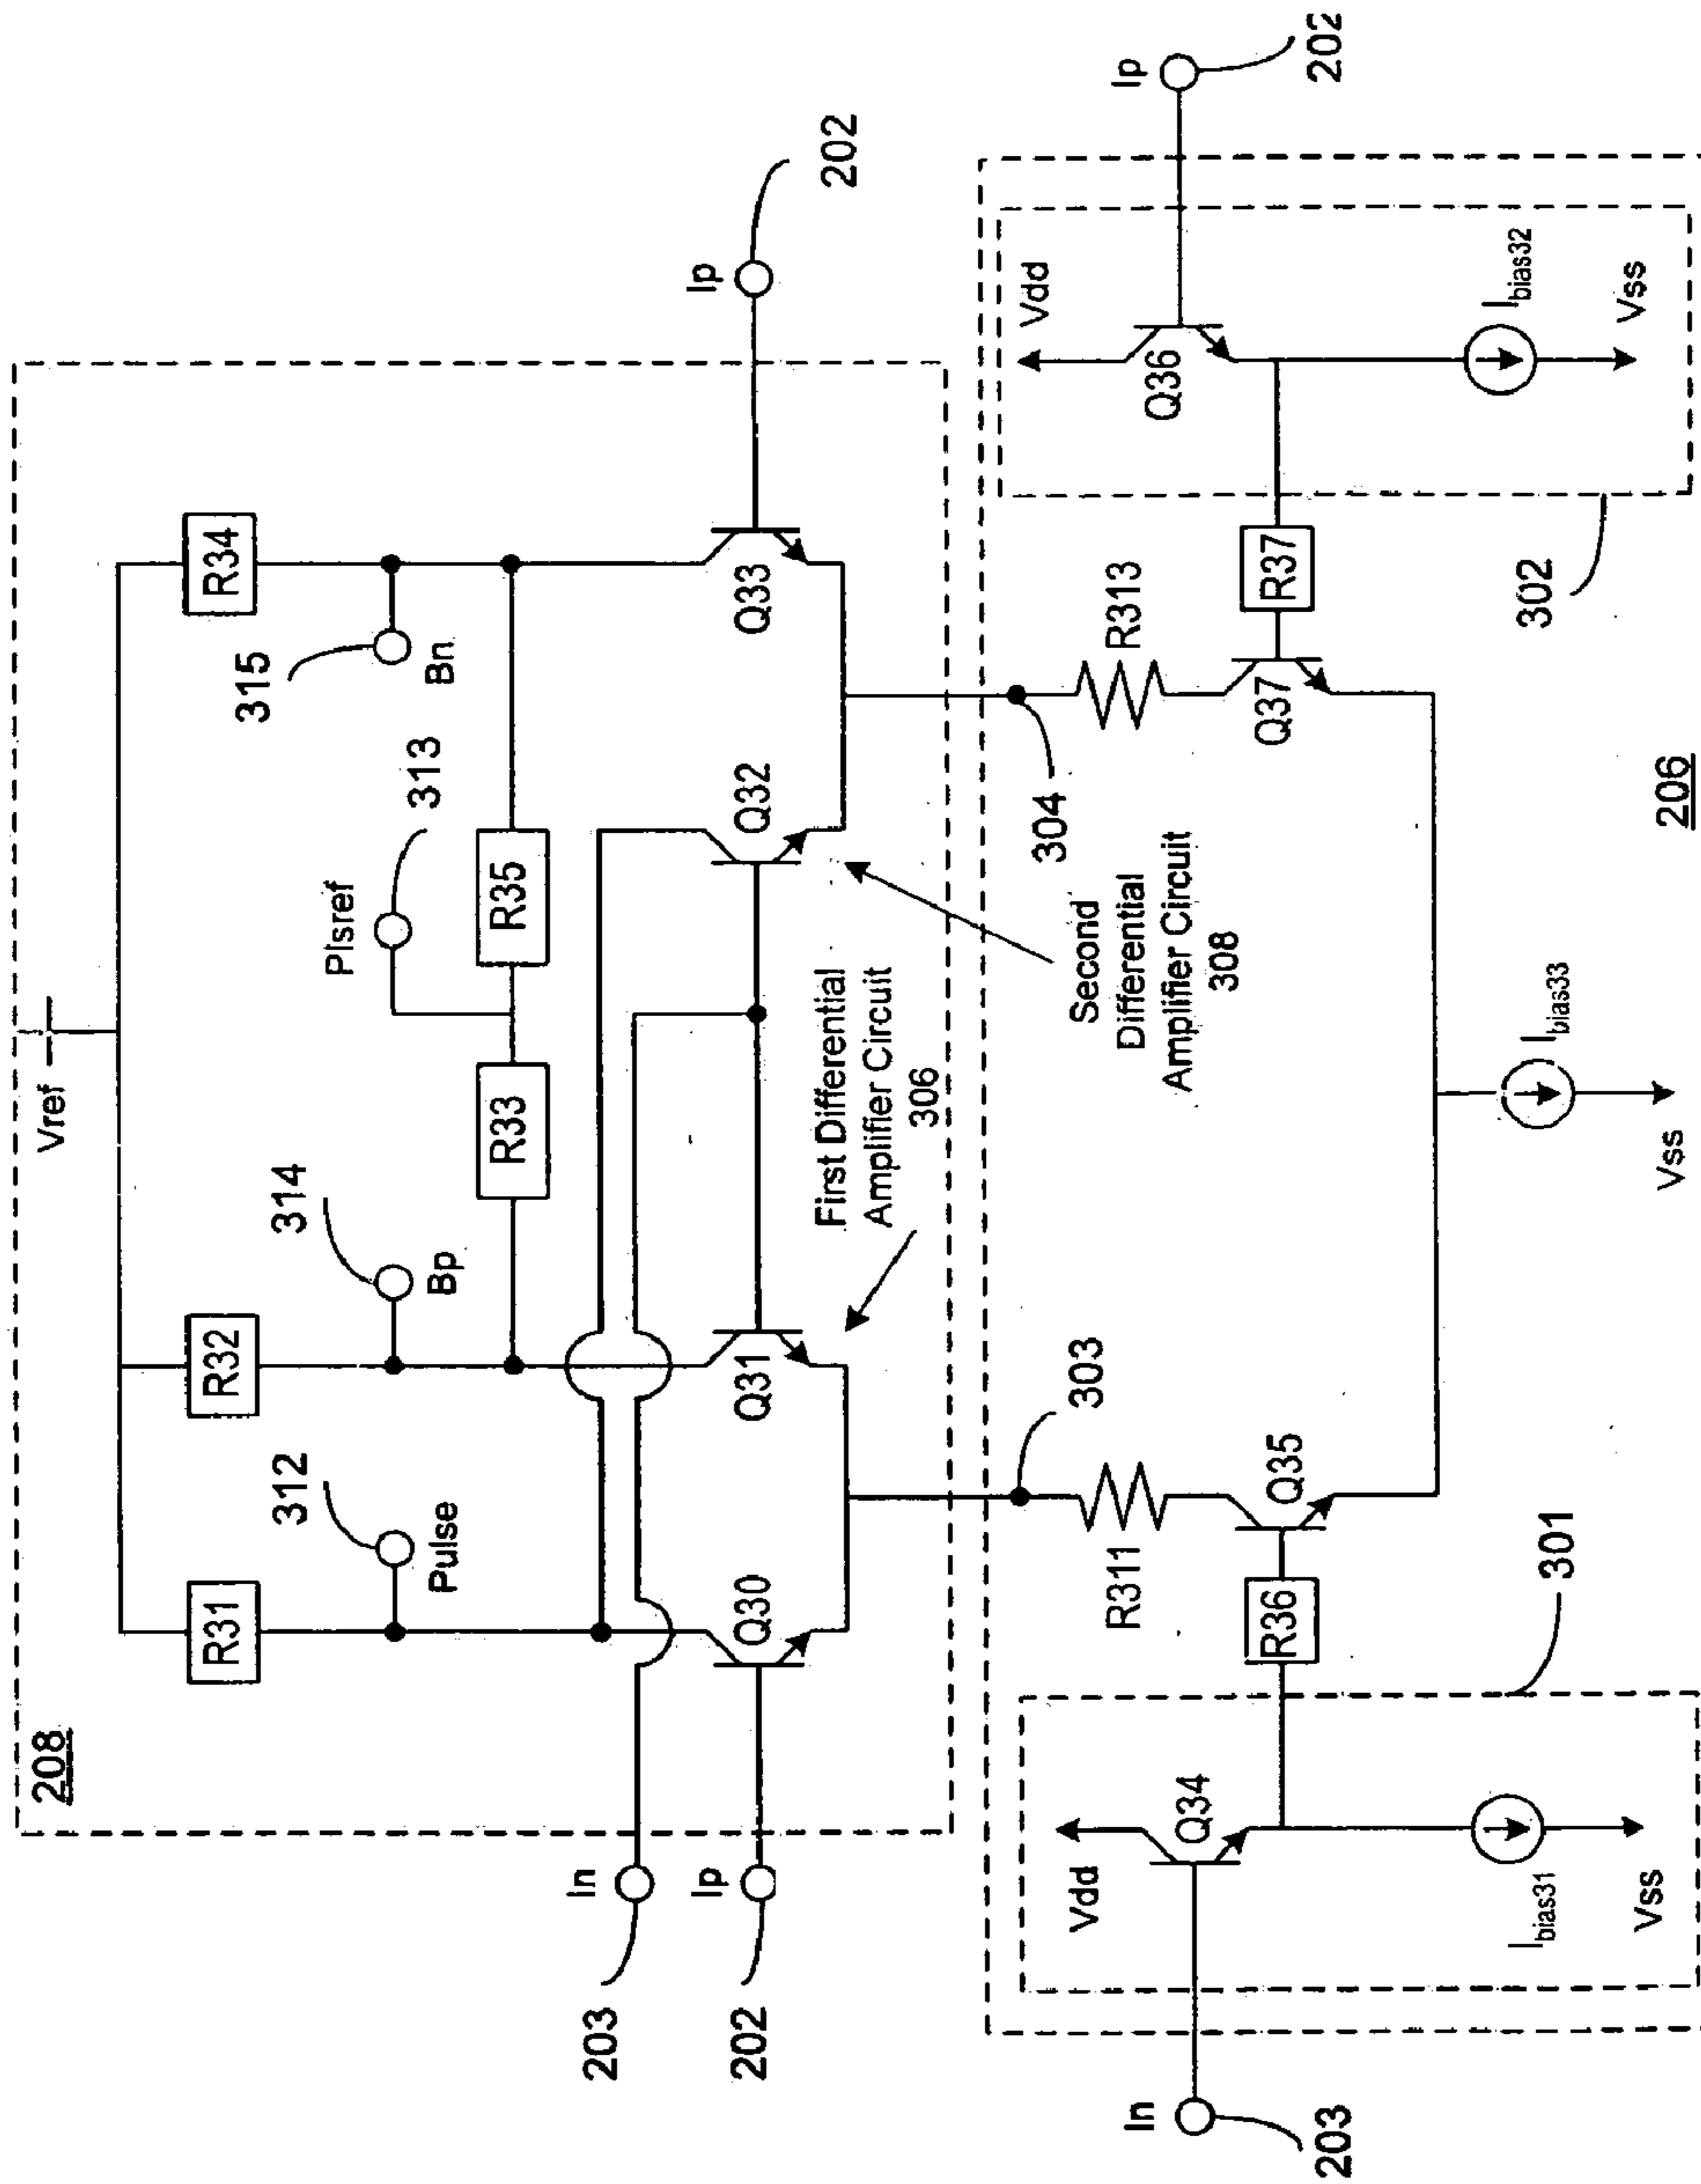 208
Vref
R31
R32
R34
312
314
315
Pulse
Bp
Bn
Plsref
313
R33
R35
In
203
Ip
202
Q30
Q31
Q32
Q33
Ip
202
First Differential
Amplifier Circuit
306
Second
Differential
Amplifier Circuit
308
303
304
R311
R313
In
203
Vdd
Q34
Ibias31
Vss
301
R36
Q35
Ibias33
Vss
Q37
R37
302
206
Vdd
Q36
Ibias32
Vss
Ip
202